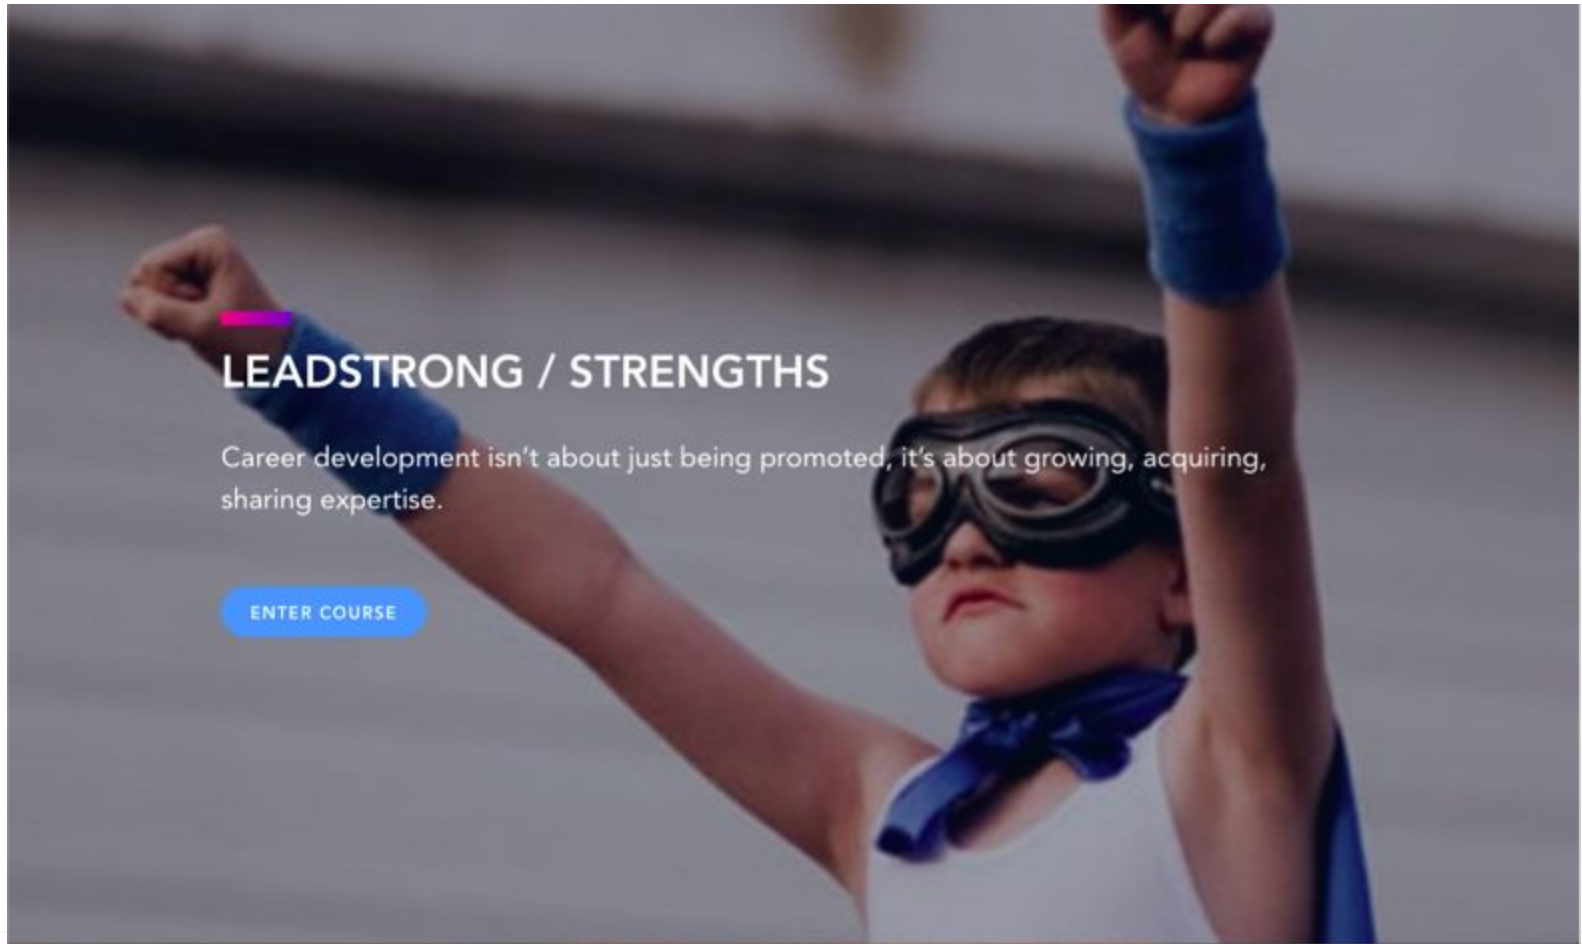 LEADSTRONG / STRENGTHS
Career development isn’t about just being promoted, it’s about growing, acquiring,
sharing expertise.
ENTER COURSE